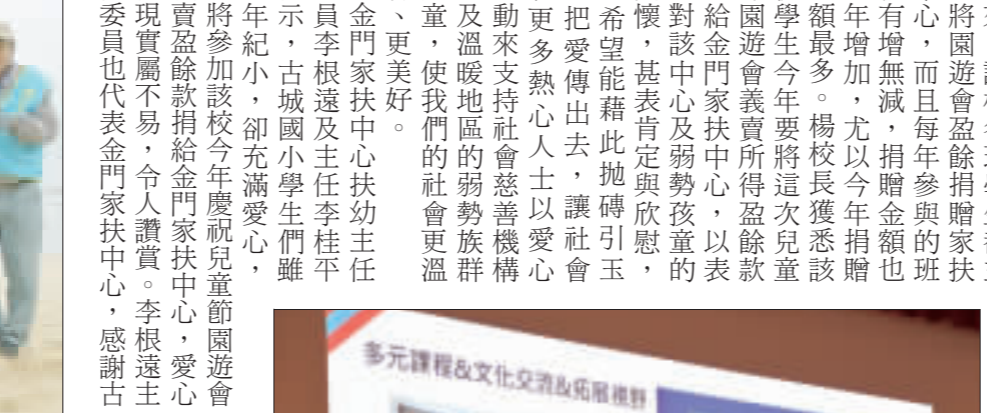 將園遊會盈餘捐贈家扶
心，而且每年參與的班
有增無減，捐贈金額也
年增加，尤以今年捐贈
額最多。楊校長獲悉該
學生今年要將這次兒童
園遊會義賣所得盈餘款
給金門家扶中心，以表
對該中心及弱勢孩童的
懷，甚表肯定與欣慰，
希望能藉此拋磚引玉
把愛傳出去，讓社會
更多熱心人士以愛心
動來支持社會慈善機構
及溫暖地區的弱勢族群
童，使我們的社會更溫
、更美好。
金門家扶中心扶幼主任
員李根遠及主任李桂平
示，古城國小學生們雖
年紀小，卻充滿愛心，
將參加該校今年慶祝兒童節園遊會
賣盈餘款捐給金門家扶中心，愛心
現實屬不易，令人讚賞。李根遠主
委員也代表金門家扶中心，感謝古
多元課程&文化交流&拓展視野